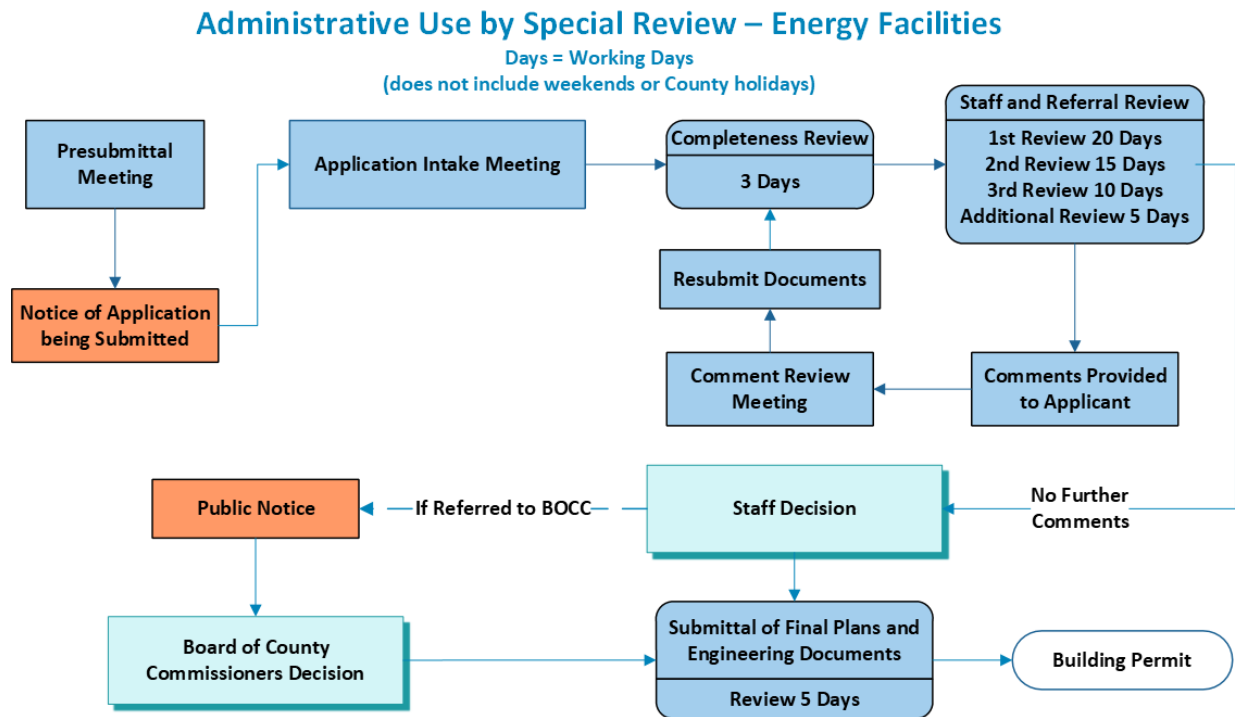 Administrative Use by Special Review – Energy Facilities
Days = Working Days
(does not include weekends or County holidays)
Presubmittal
Meeting
Notice of Application
being Submitted
Application Intake Meeting
Completeness Review
3 Days
Staff and Referral Review
1st Review 20 Days
2nd Review 15 Days
3rd Review 10 Days
Additional Review 5 Days
Resubmit Documents
Comment Review
Meeting
Comments Provided
to Applicant
Public Notice
If Referred to BOCC
Staff Decision
No Further
Comments
Board of County
Commissioners Decision
Submittal of Final Plans and
Engineering Documents
Review 5 Days
Building Permit